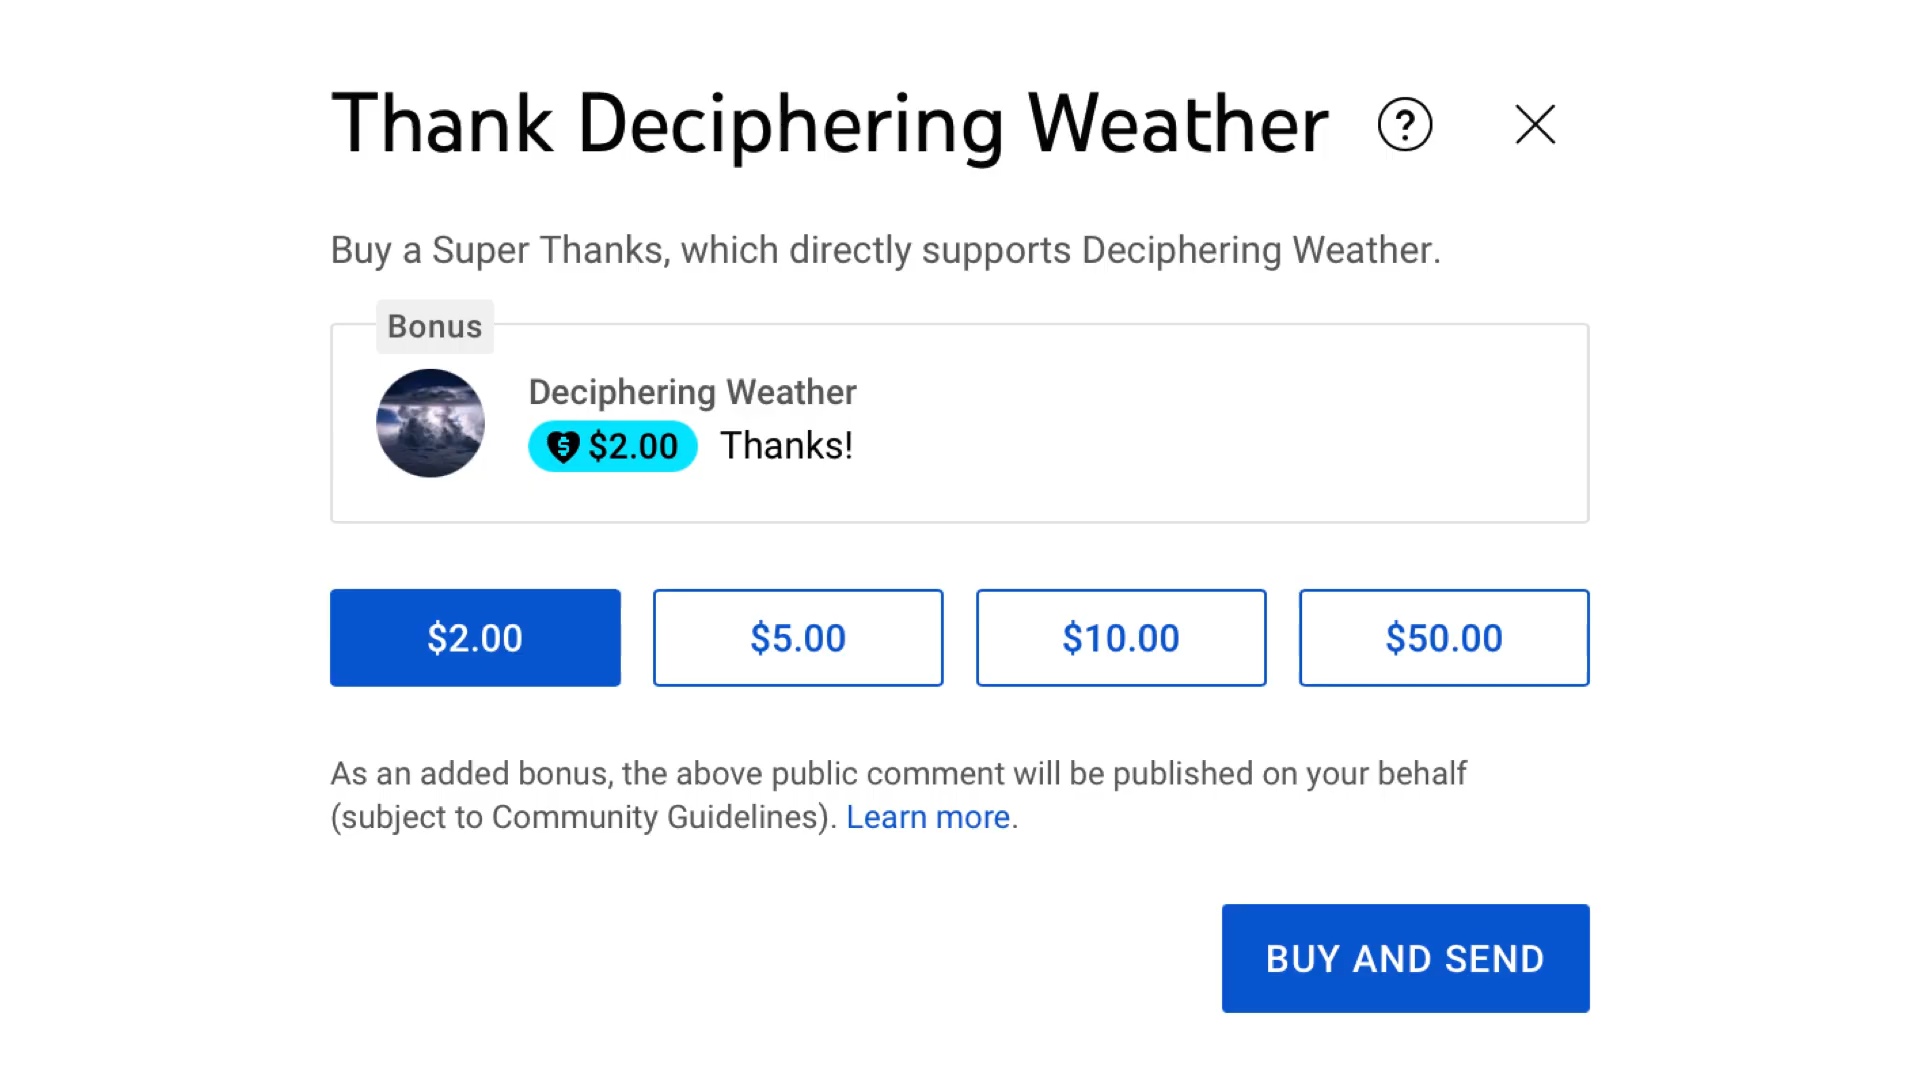 Thank Deciphering Weather ?
Buy a Super Thanks, which directly supports Deciphering Weather.
Bonus
Deciphering Weather
$ $2.00 Thanks!
$2.00 $5.00 $10.00 $50.00
As an added bonus, the above public comment will be published on your behalf
(subject to Community Guidelines). Learn more.
BUY AND SEND